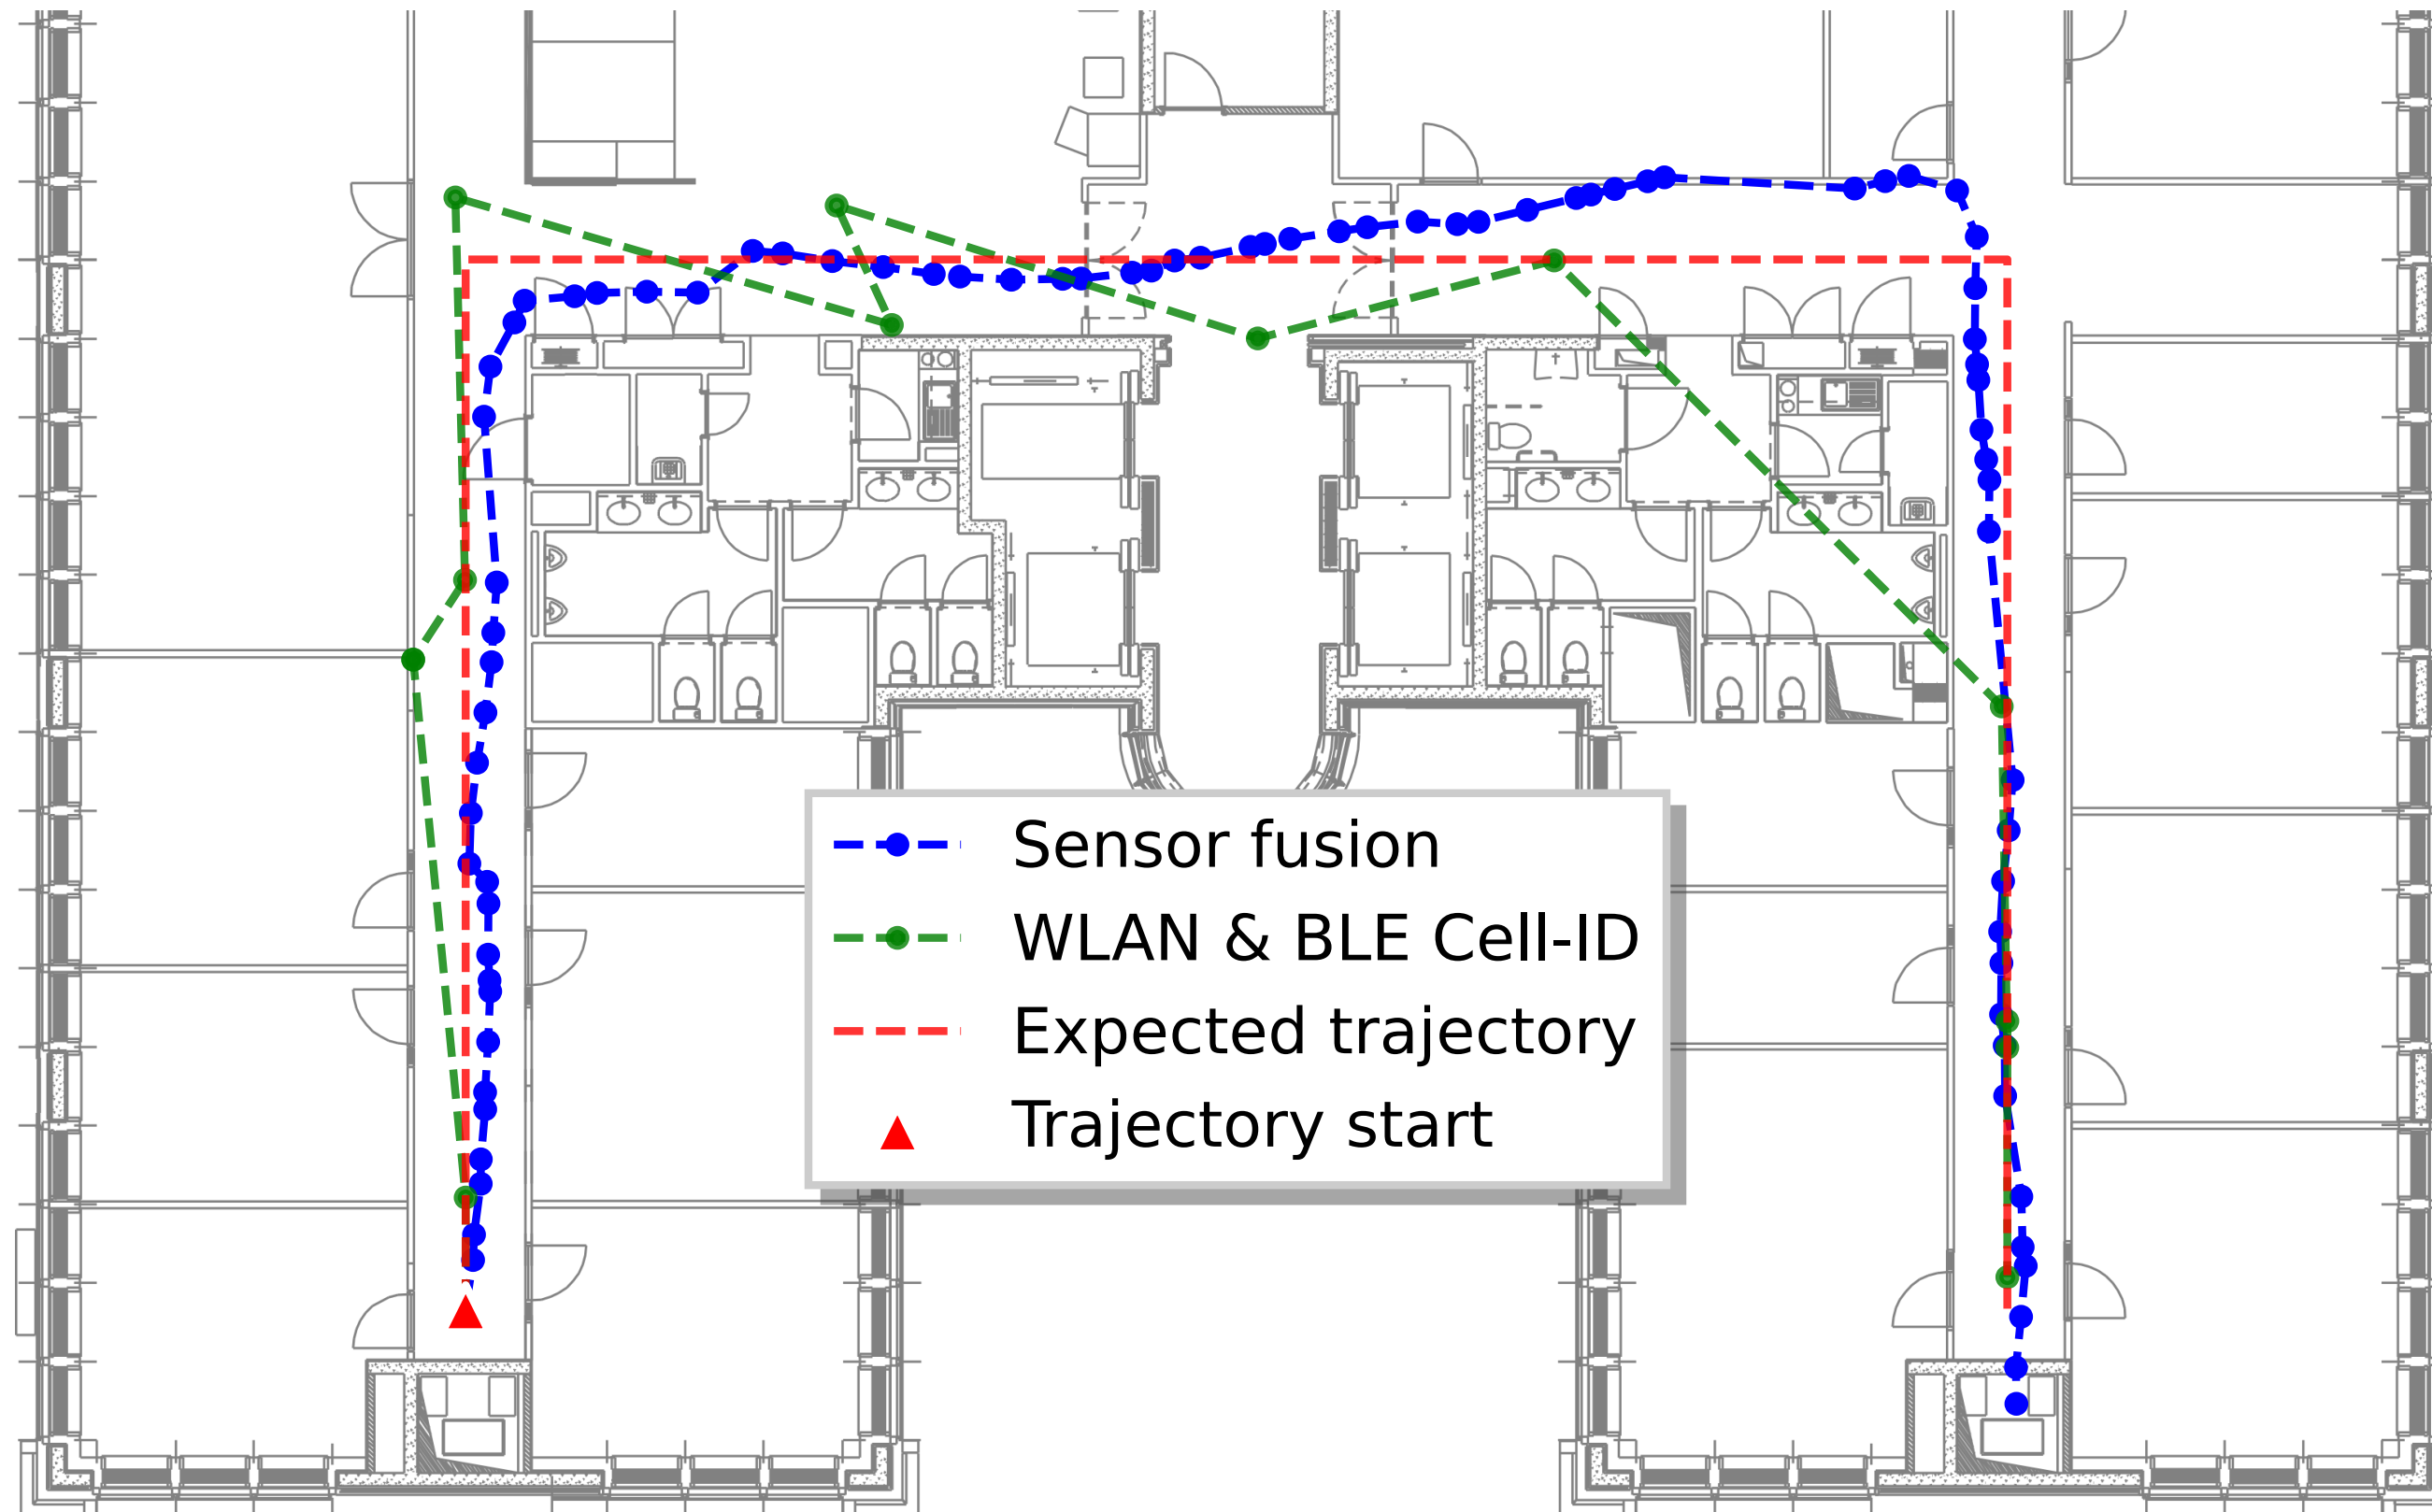 Sensor fusion
WLAN & BLE Cell-ID
Expected trajectory
Trajectory start